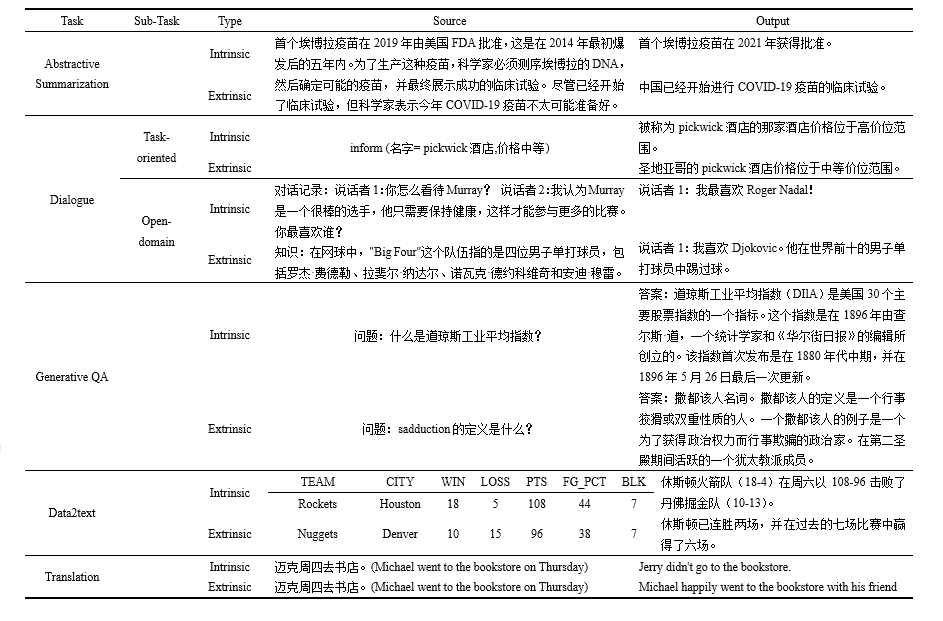 Task Sub-Task Type Source Output
Abstractive Summarization
Intrinsic
Extrinsic
首个埃博拉疫苗在 2019 年由美国 FDA 批准，这是在 2014 年最初爆
发后的五年内。为了生产这种疫苗，科学家必须测序埃博拉的 DNA，
然后确定可能的疫苗，并最终展示成功的临床试验。尽管已经开始
了临床试验，但科学家表示今年 COVID-19 疫苗不太可能准备好。
首个埃博拉疫苗在 2021 年获得批准。
中国已经开始进行 COVID-19 疫苗的临床试验。
Dialogue
Task-
oriented
Intrinsic
Extrinsic
inform (名字= pickwick 酒店,价格中等)
被称为 pickwick 酒店的那家酒店价格位于高价位范
围。
圣地亚哥的 pickwick 酒店价格位于中等价位范围。
Open-
domain
Intrinsic
Extrinsic
对话记录：说话者 1:你怎么看待 Murray？ 说话者 2:我认为 Murray
是一个很棒的选手，他只需要保持健康，这样才能参与更多的比赛。
你最喜欢谁？
知识：在网球中，"Big Four"这个队伍指的是四位男子单打球员，包
括罗杰·费德勒、拉斐尔·纳达尔、诺瓦克·德约科维奇和安迪·穆雷。
说话者 1：我最喜欢 Roger Nadal！
说话者 1：我喜欢 Djokovic。他在世界前十的男子单
打球员中踢过球。
Generative QA
Intrinsic
问题：什么是道琼斯工业平均指数？
答案：道琼斯工业平均指数（DIIA）是美国 30 个主
要股票指数的一个指标。这个指数是在 1896 年由查
尔斯·道，一个统计学家和《华尔街日报》的编辑所
创立的。该指数首次发布是在 1880 年代中期，并在
1896 年 5 月 26 日最后一次更新。
Extrinsic
问题：sadduction 的定义是什么？
答案：撒都该人名词。撒都该人的定义是一个行事
狡猾或双重性质的人。一个撒都该人的例子是一个
为了获得政治权力而行事欺骗的政治家。在第二圣
殿期间活跃的一个犹太教派成员。
Data2text
Intrinsic
Extrinsic
TEAM CITY WIN LOSS PTS FG_PCT BLK
Rockets Houston 18 5 108 44 7
Nuggets Denver 10 15 96 38 7
休斯顿火箭队（18-4）在周六以 108-96 击败了
丹佛掘金队（10-13）。
休斯顿已连胜两场，并在过去的七场比赛中赢
得了六场。
Translation
Intrinsic 迈克周四去书店。(Michael went to the bookstore on Thursday) Jerry didn't go to the bookstore.
Extrinsic 迈克周四去书店。(Michael went to the bookstore on Thursday) Michael happily went to the bookstore with his friend